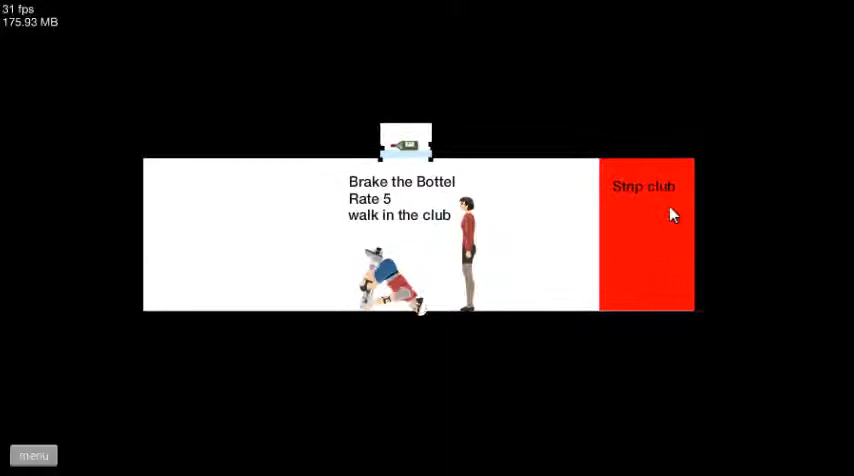 31 fps
175.93 MB
Brake the Bottel
Rate 5
walk in the club
Strip club
menu